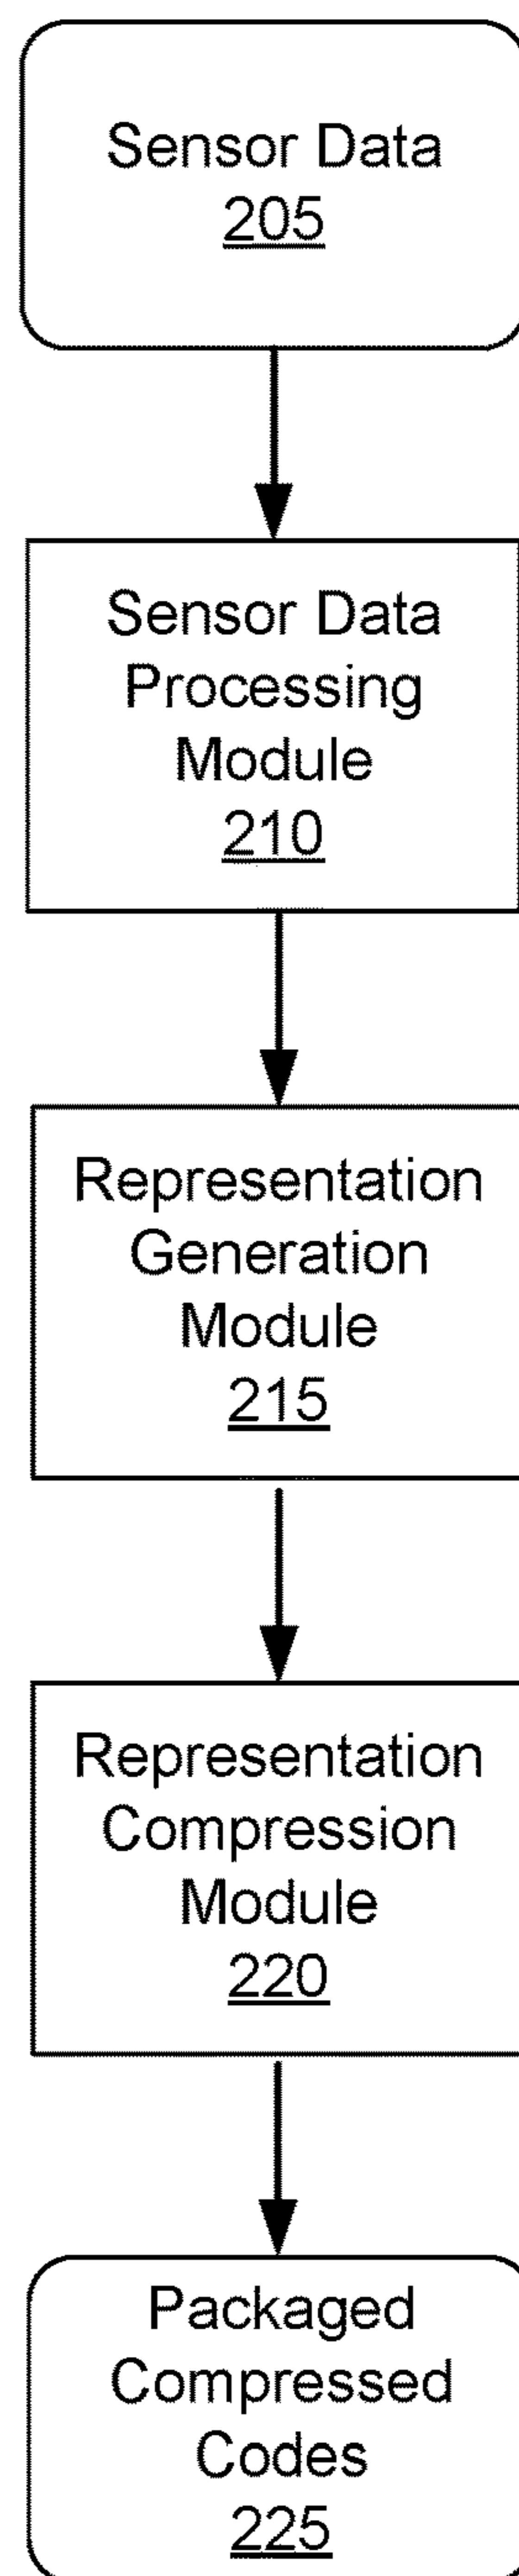 Sensor Data
205
Sensor Data
Processing
Module
210
Representation
Generation
Module
215
Representation
Compression
Module
220
Packaged
Compressed
Codes
225